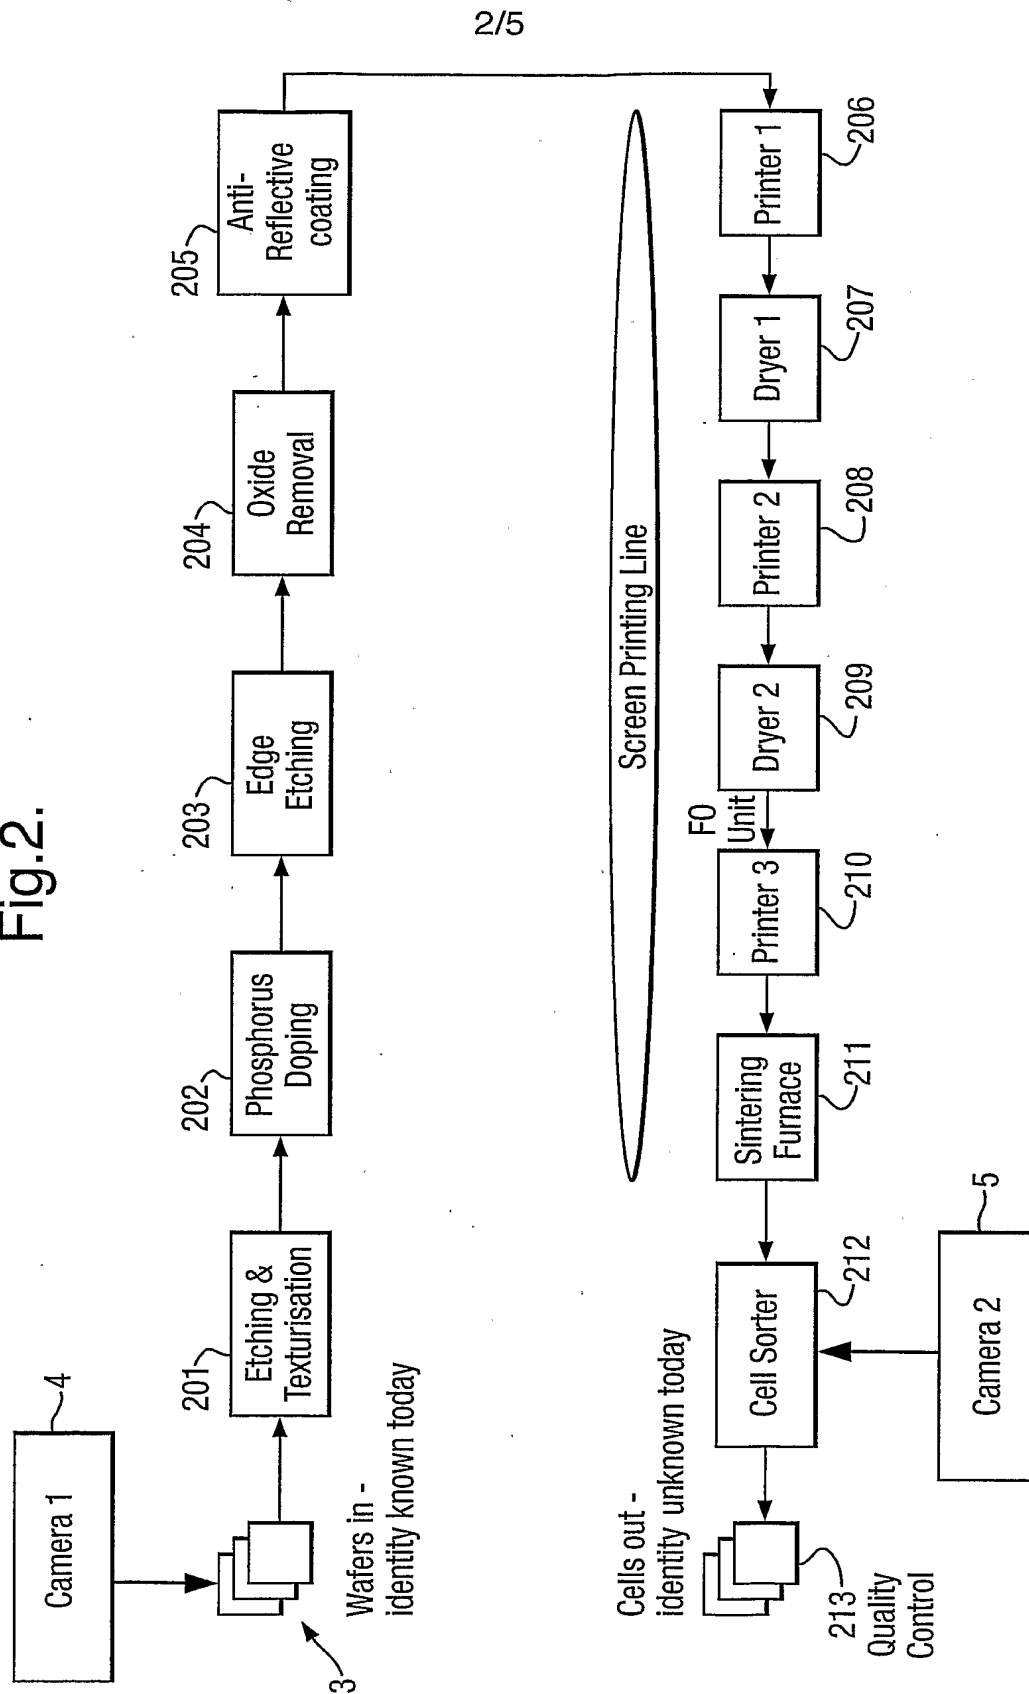 2/5
Fig.2.
Camera 1
4
3
Wafers in -
identity known today
201
Etching &
Texturisation
202
Phosphorus
Doping
203
Edge
Etching
204
Oxide
Removal
205
Anti-
Reflective
coating
Screen Printing Line
Printer 1
206
Dryer 1
207
Printer 2
208
Dryer 2
209
FO
Unit
Printer 3
210
Sintering
Furnace
211
Cell Sorter
212
Camera 2
5
Cells out -
identity unknown today
213
Quality
Control